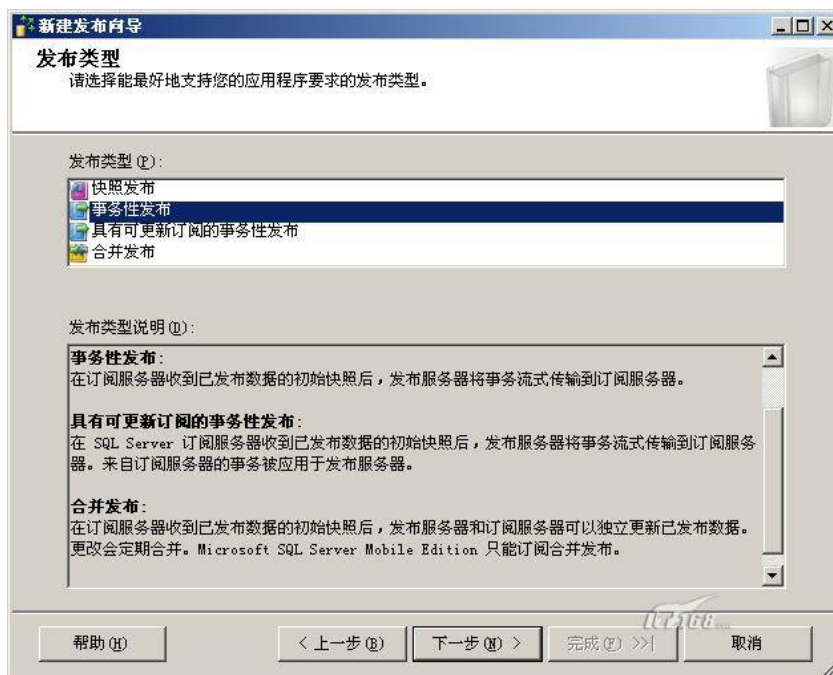 新建发布向导
发布类型
请选择能最好地支持您的应用程序要求的发布类型。
发布类型(P):
快照发布
事务性发布
具有可更新订阅的事务性发布
合并发布
发布类型说明(D):
事务性发布:
在订阅服务器收到已发布数据的初始快照后，发布服务器将事务流式传输到订阅服务器。
具有可更新订阅的事务性发布:
在 SQL Server 订阅服务器收到已发布数据的初始快照后，发布服务器将事务流式传输到订阅服务
器。来自订阅服务器的事务被应用于发布服务器。
合并发布:
在订阅服务器收到已发布数据的初始快照后，发布服务器和订阅服务器可以独立更新已发布数据。
更改会定期合并。Microsoft SQL Server Mobile Edition 只能订阅合并发布。
帮助(H) < 上一步(B) 下一步(N) > 完成(F) >>| 取消